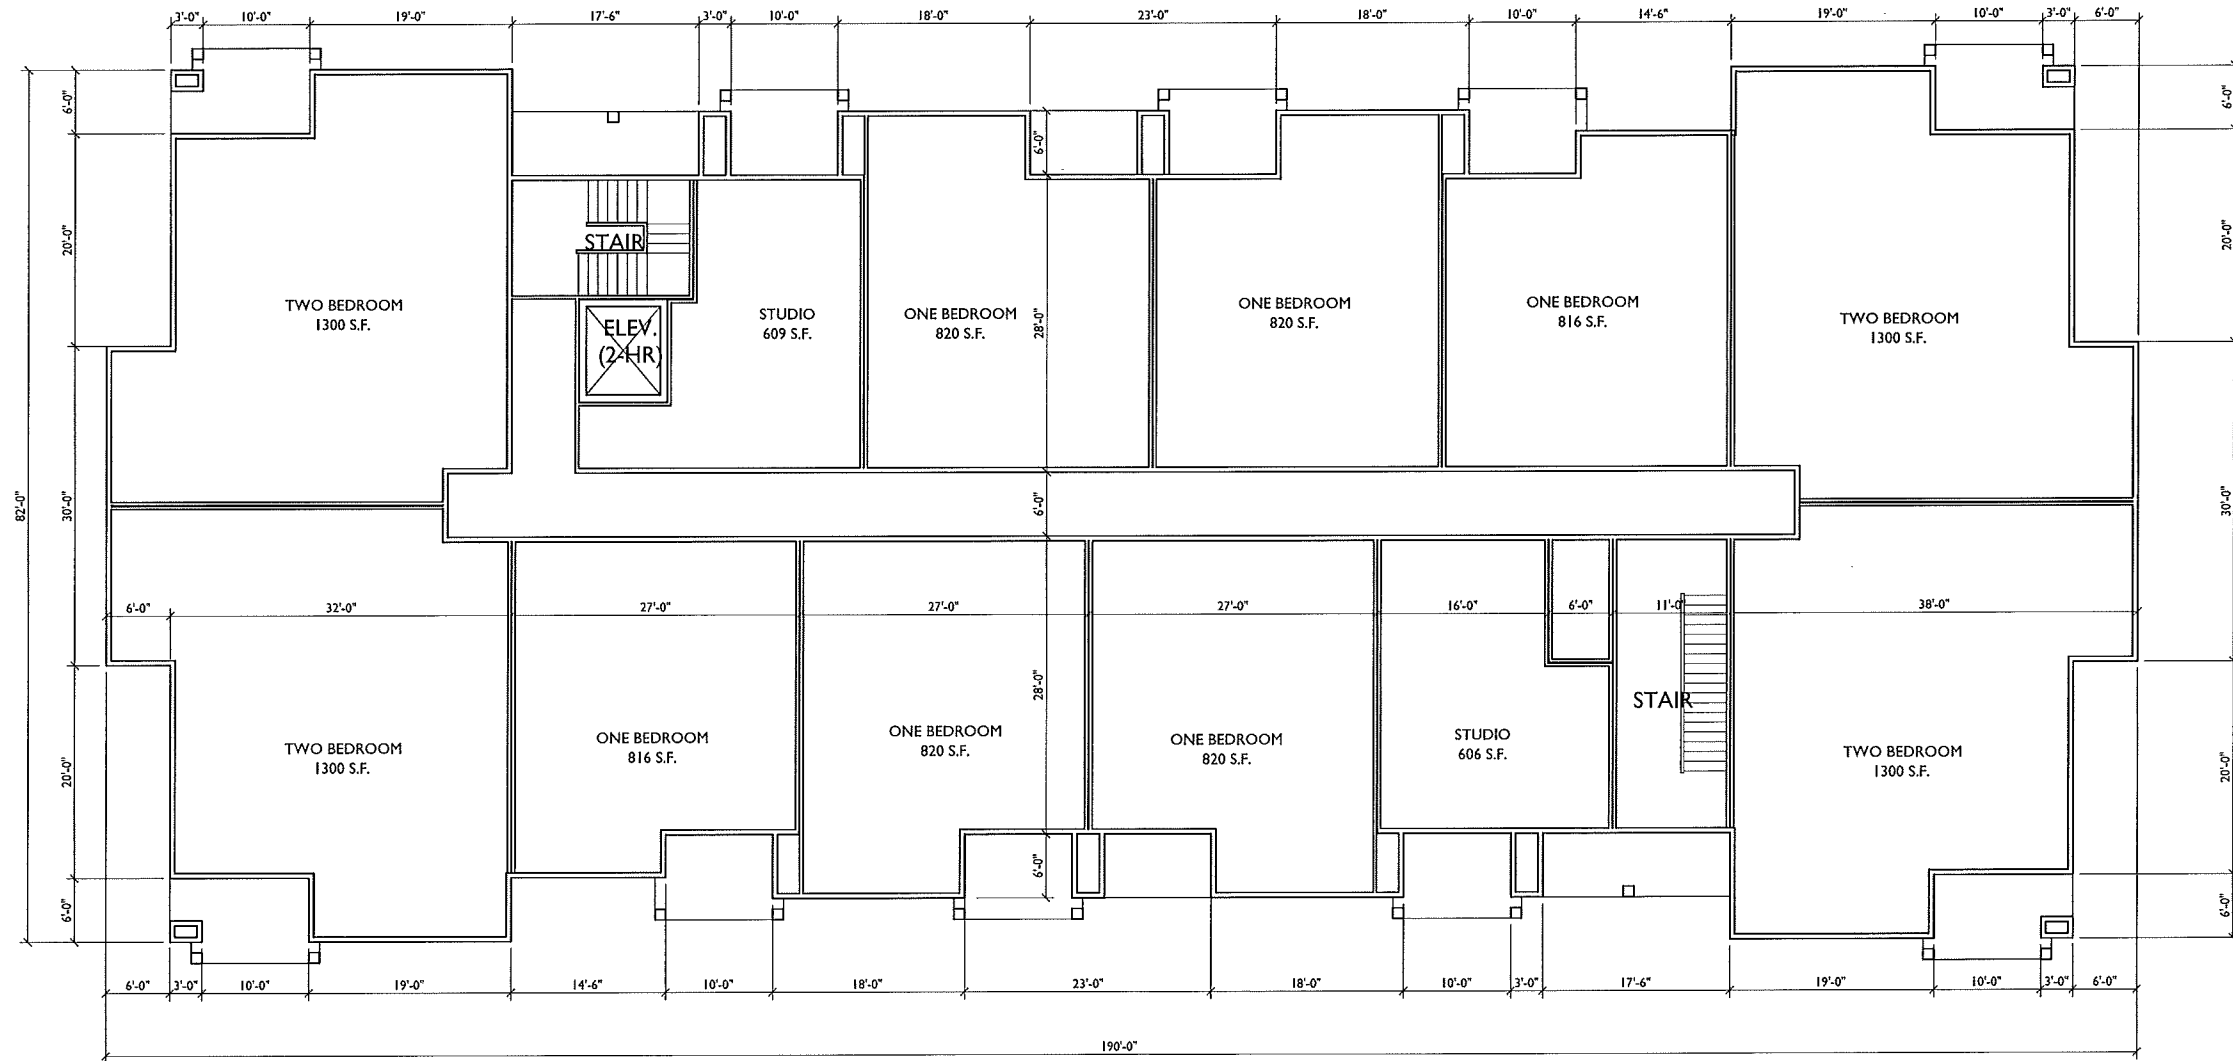 3'-0" 10'-0" 19'-0" 17'-6" 3'-0" 10'-0" 18'-0" 23'-0" 18'-0" 10'-0" 14'-6" 19'-0" 10'-0" 3'-0" 6'-0"
6'-0"
6'-0"
6'-0"
20'-0"
STAIR
20'-0"
TWO BEDROOM
1300 S.F.
ELEV.
(2-HR)
STUDIO
609 S.F.
ONE BEDROOM
820 S.F.
28'-0"
ONE BEDROOM
820 S.F.
ONE BEDROOM
816 S.F.
TWO BEDROOM
1300 S.F.
82'-0"
30'-0"
6'-0"
30'-0"
6'-0" 32'-0" 27'-0" 27'-0" 27'-0" 16'-0" 6'-0" 11'-0" 38'-0"
28'-0"
STAIR
TWO BEDROOM
1300 S.F.
ONE BEDROOM
816 S.F.
ONE BEDROOM
820 S.F.
ONE BEDROOM
820 S.F.
STUDIO
606 S.F.
TWO BEDROOM
1300 S.F.
20'-0"
20'-0"
6'-0"
6'-0"
6'-0"
6'-0" 3'-0" 10'-0" 19'-0" 14'-6" 10'-0" 18'-0" 23'-0" 18'-0" 10'-0" 3'-0" 17'-6" 19'-0" 10'-0" 3'-0" 6'-0"
190'-0"